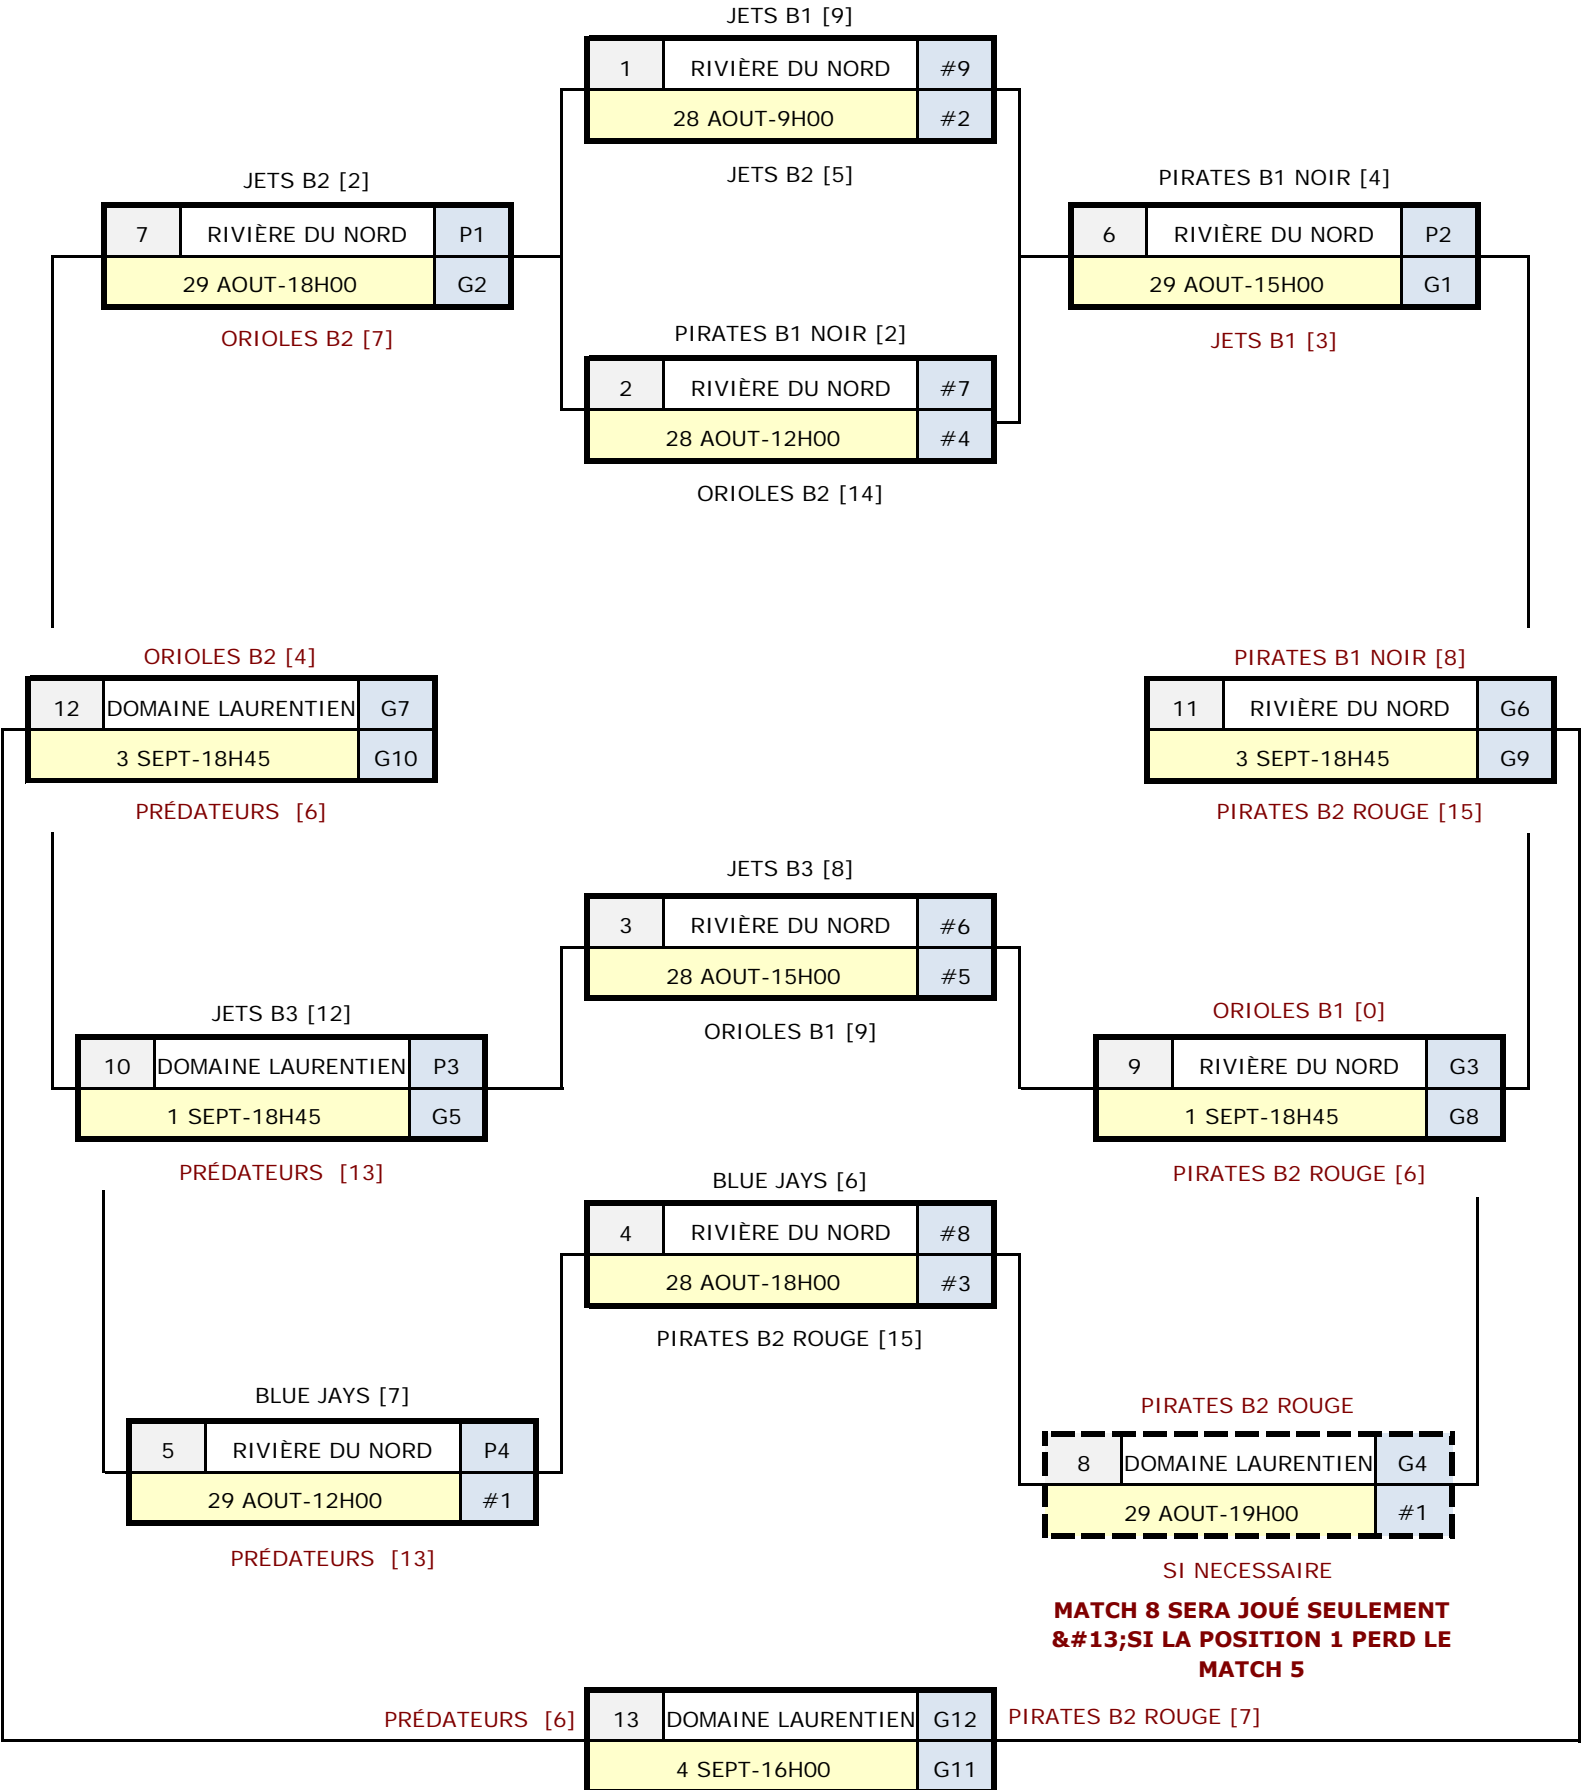 JETS B1 [9]
1 RIVIÈRE DU NORD #9
28 AOUT-9H00 #2
JETS B2 [5]
JETS B2 [2]
7 RIVIÈRE DU NORD P1
29 AOUT-18H00 G2
ORIOLES B2 [7]
PIRATES B1 NOIR [4]
6 RIVIÈRE DU NORD P2
29 AOUT-15H00 G1
JETS B1 [3]
PIRATES B1 NOIR [2]
2 RIVIÈRE DU NORD #7
28 AOUT-12H00 #4
ORIOLES B2 [14]
ORIOLES B2 [4]
12 DOMAINE LAURENTIEN G7
3 SEPT-18H45 G10
PRÉDATEURS [6]
PIRATES B1 NOIR [8]
11 RIVIÈRE DU NORD G6
3 SEPT-18H45 G9
PIRATES B2 ROUGE [15]
JETS B3 [8]
3 RIVIÈRE DU NORD #6
28 AOUT-15H00 #5
ORIOLES B1 [9]
JETS B3 [12]
10 DOMAINE LAURENTIEN P3
1 SEPT-18H45 G5
PRÉDATEURS [13]
ORIOLES B1 [0]
9 RIVIÈRE DU NORD G3
1 SEPT-18H45 G8
PIRATES B2 ROUGE [6]
BLUE JAYS [6]
4 RIVIÈRE DU NORD #8
28 AOUT-18H00 #3
PIRATES B2 ROUGE [15]
BLUE JAYS [7]
5 RIVIÈRE DU NORD P4
29 AOUT-12H00 #1
PRÉDATEURS [13]
PIRATES B2 ROUGE
8 DOMAINE LAURENTIEN G4
29 AOUT-19H00 #1
SI NECESSAIRE
MATCH 8 SERA JOUÉ SEULEMENT
&#13;SI LA POSITION 1 PERD LE
MATCH 5
PRÉDATEURS [6] 13 DOMAINE LAURENTIEN G12 PIRATES B2 ROUGE [7]
4 SEPT-16H00 G11